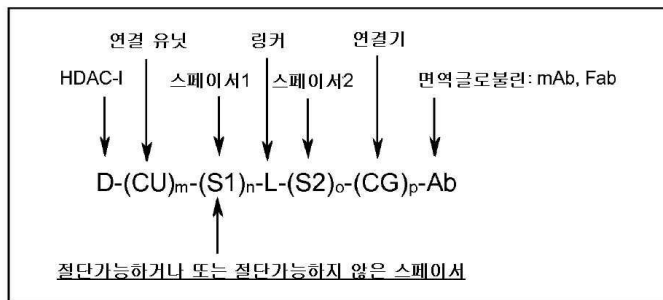 연결 유닛 링커 연결기
HDAC-I 스페이서1 스페이서2 면역글로불린: mAb, Fab
D-(CU)m-(S1)n-L-(S2)o-(CG)p-Ab
절단가능하거나 또는 절단가능하지 않은 스페이서